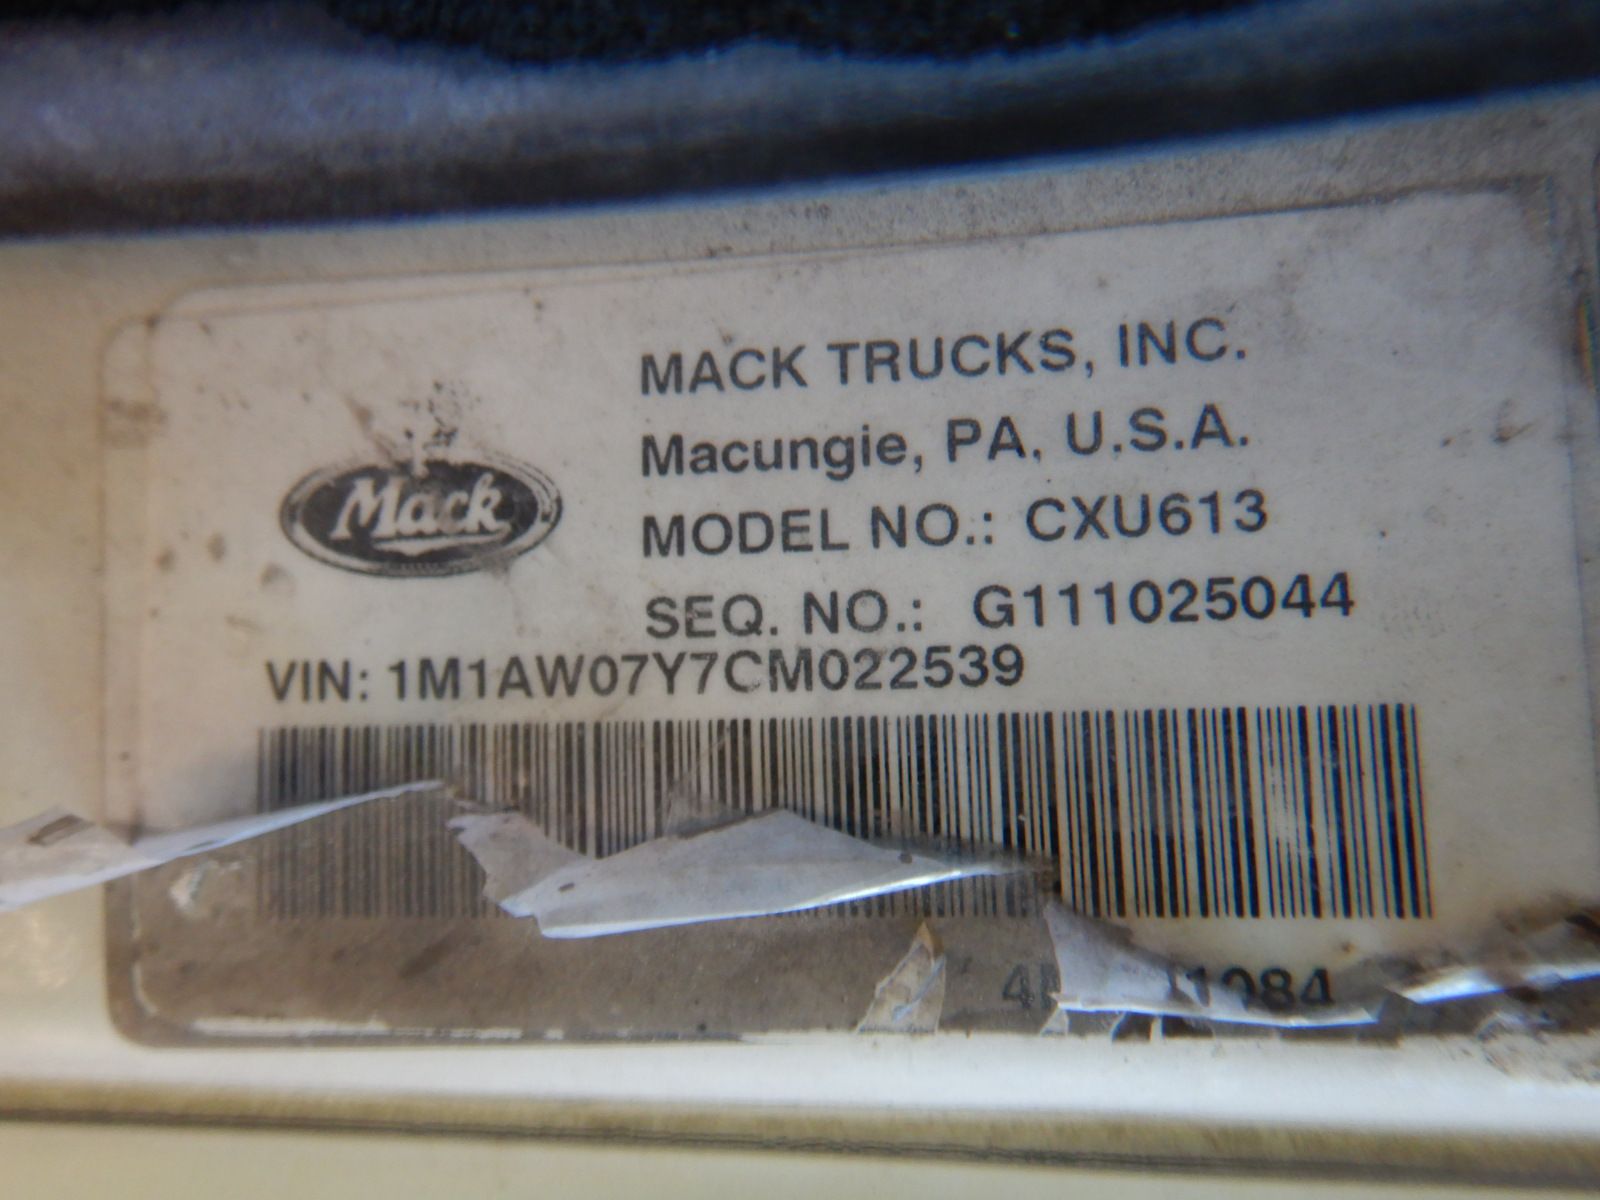 Mack
MACK TRUCKS, INC.
Macungie, PA, U.S.A.
MODEL NO.: CXU613
SEQ. NO.: G111025044
VIN: 1M1AW07Y7CM022539